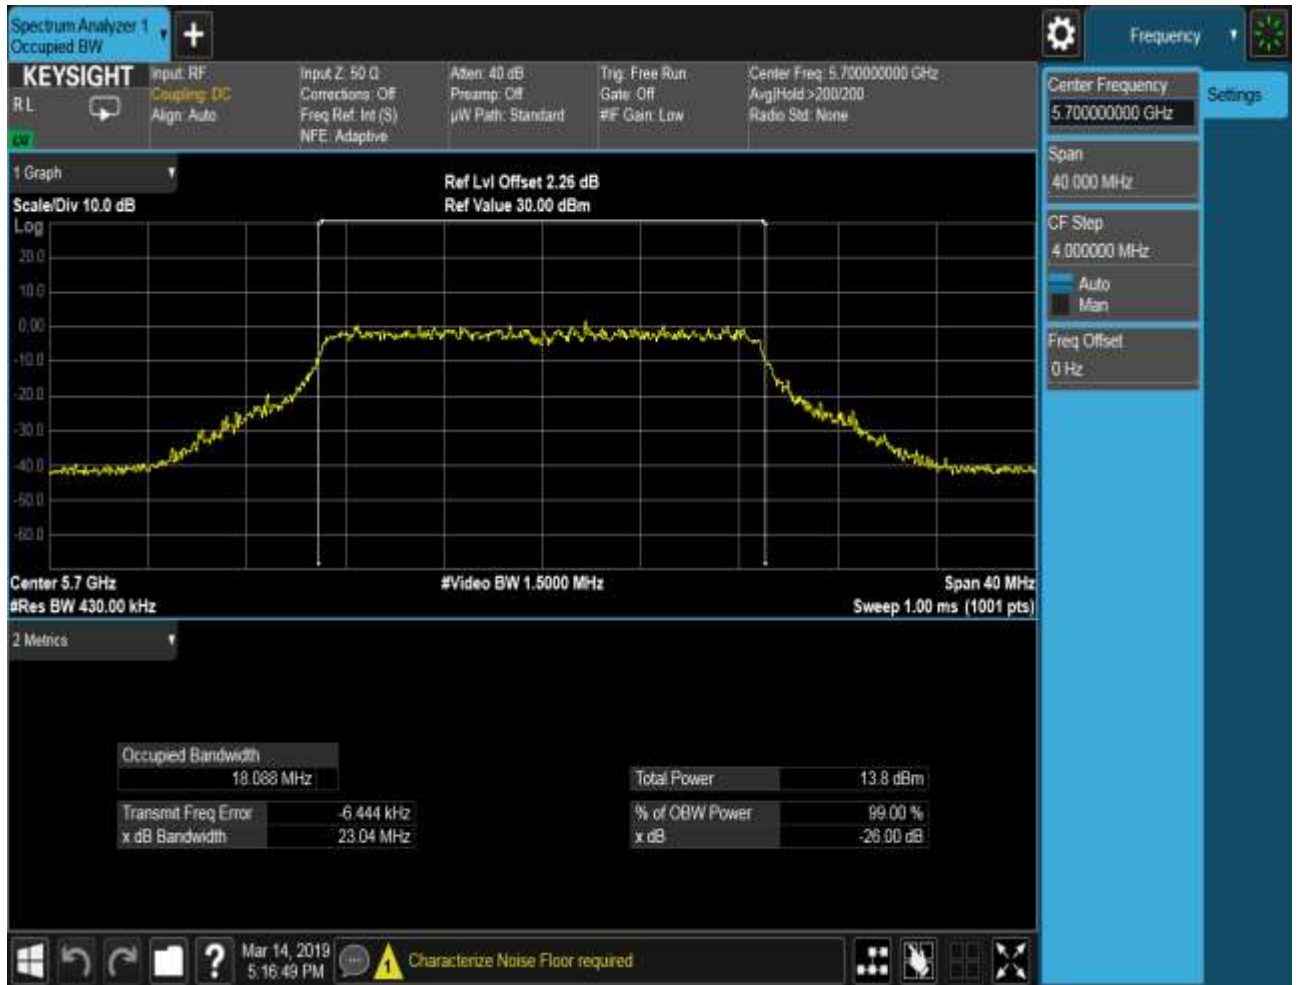 Spectrum Analyzer 1
Occupied BW
Frequency
KEYSIGHT
Input: RF
Input Z: 50 Ω
Atten: 40 dB
Trig: Free Run
Center Freq: 5.700000000 GHz
R L
Coupling: DC
Corrections: Off
Preamp: Off
Gate: Off
Avg|Hold:>200/200
Align: Auto
Freq Ref: Int (S)
µW Path: Standard
#IF Gain: Low
Radio Std: None
NFE: Adaptive
Center Frequency
5.700000000 GHz
Settings
Span
40.000 MHz
CF Step
4.000000 MHz
Auto
Man
Freq Offset
0 Hz
1 Graph
Ref Lvl Offset 2.26 dB
Scale/Div 10.0 dB
Ref Value 30.00 dBm
Log
20.0
10.0
0.00
-10.0
-20.0
-30.0
-40.0
-50.0
-60.0
Center 5.7 GHz
#Video BW 1.5000 MHz
Span 40 MHz
#Res BW 430.00 kHz
Sweep 1.00 ms (1001 pts)
2 Metrics
Occupied Bandwidth
18.088 MHz
Total Power
13.8 dBm
Transmit Freq Error
-6.444 kHz
% of OBW Power
99.00 %
x dB Bandwidth
23.04 MHz
x dB
-26.00 dB
?
Mar 14, 2019
5:16:49 PM
1
Characterize Noise Floor required